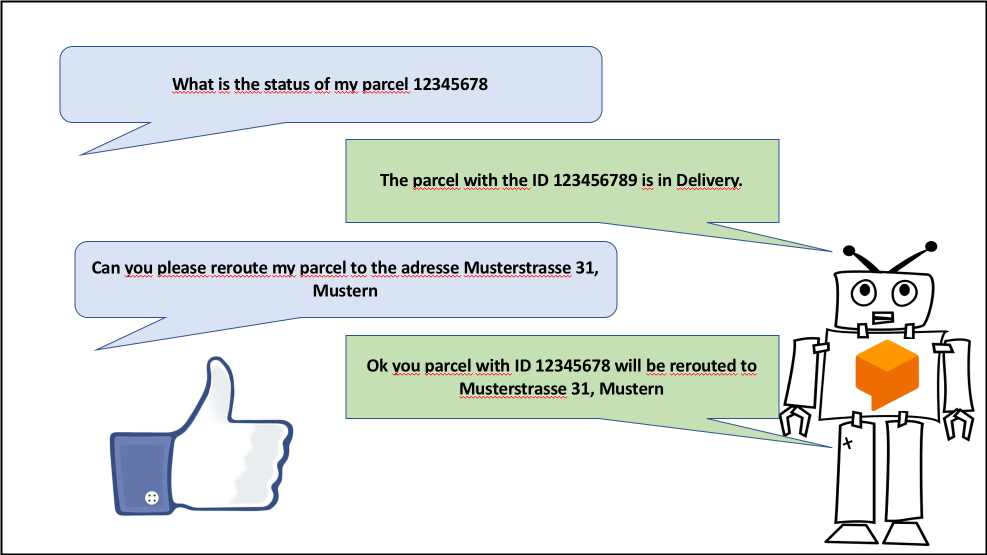 What is the status of my parcel 12345678
The parcel with the ID 123456789 is in Delivery.
Can you please reroute my parcel to the adresse Musterstrasse 31,
Mustern
Ok you parcel with ID 12345678 will be rerouted to
Musterstrasse 31, Mustern